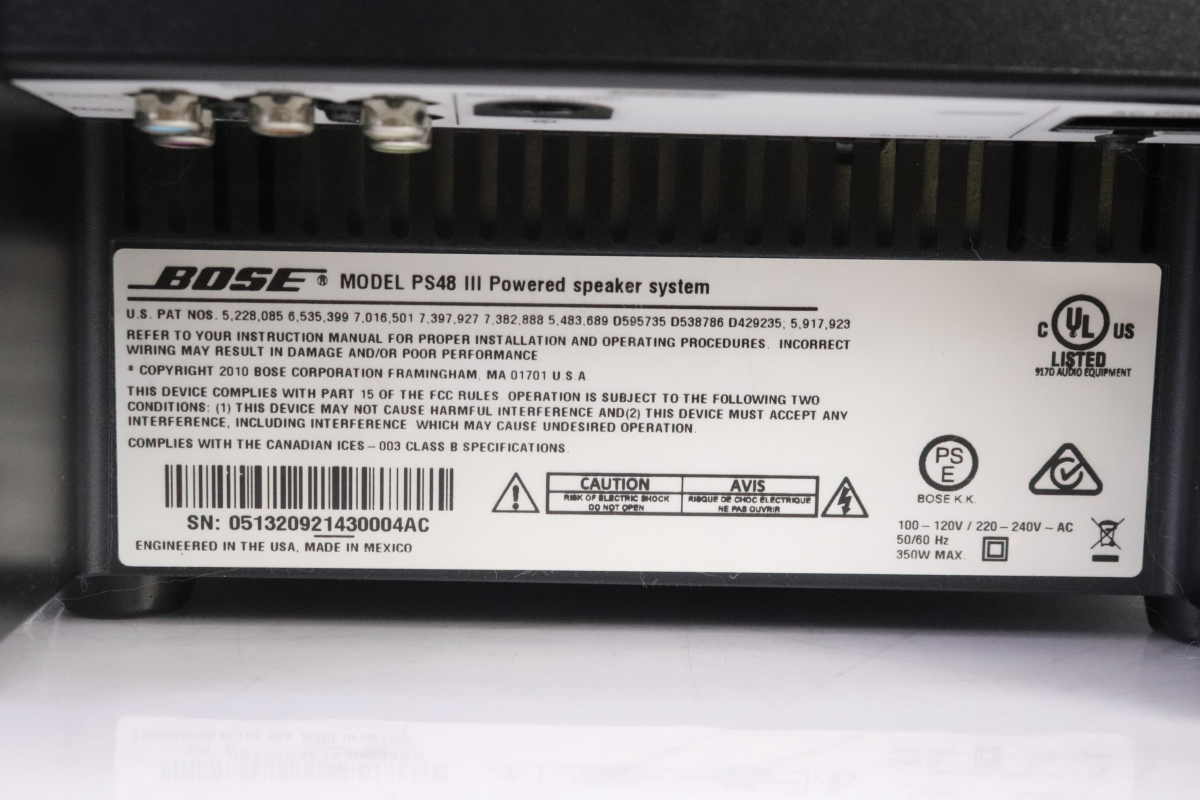 BOSE ® MODEL PS48 III Powered speaker system
U.S. PAT NOS. 5,228,085 6,535,399 7,016,501 7,397,927 7,382,888 5,483,689 D595735 D538786 D429235; 5,917,923
REFER TO YOUR INSTRUCTION MANUAL FOR PROPER INSTALLATION AND OPERATING PROCEDURES. INCORRECT
WIRING MAY RESULT IN DAMAGE AND/OR POOR PERFORMANCE
COPYRIGHT 2010 BOSE CORPORATION FRAMINGHAM, MA 01701 U.S.A.
THIS DEVICE COMPLIES WITH PART 15 OF THE FCC RULES. OPERATION IS SUBJECT TO THE FOLLOWING TWO
CONDITIONS: (1) THIS DEVICE MAY NOT CAUSE HARMFUL INTERFERENCE AND(2) THIS DEVICE MUST ACCEPT ANY
INTERFERENCE, INCLUDING INTERFERENCE WHICH MAY CAUSE UNDESIRED OPERATION.
COMPLIES WITH THE CANADIAN ICES – 003 CLASS B SPECIFICATIONS.
SN: 051320921430004AC
ENGINEERED IN THE USA, MADE IN MEXICO
CAUTION
RISK OF ELECTRIC SHOCK
DO NOT OPEN
AVIS
RISQUE DE CHOC ELECTRIQUE
NE PAS OUVRIR
C UL US
LISTED
917D AUDIO EQUIPMENT
PS
E
BOSE K.K.
100 – 120V / 220 – 240V ~ AC
50/60 Hz
350W MAX.